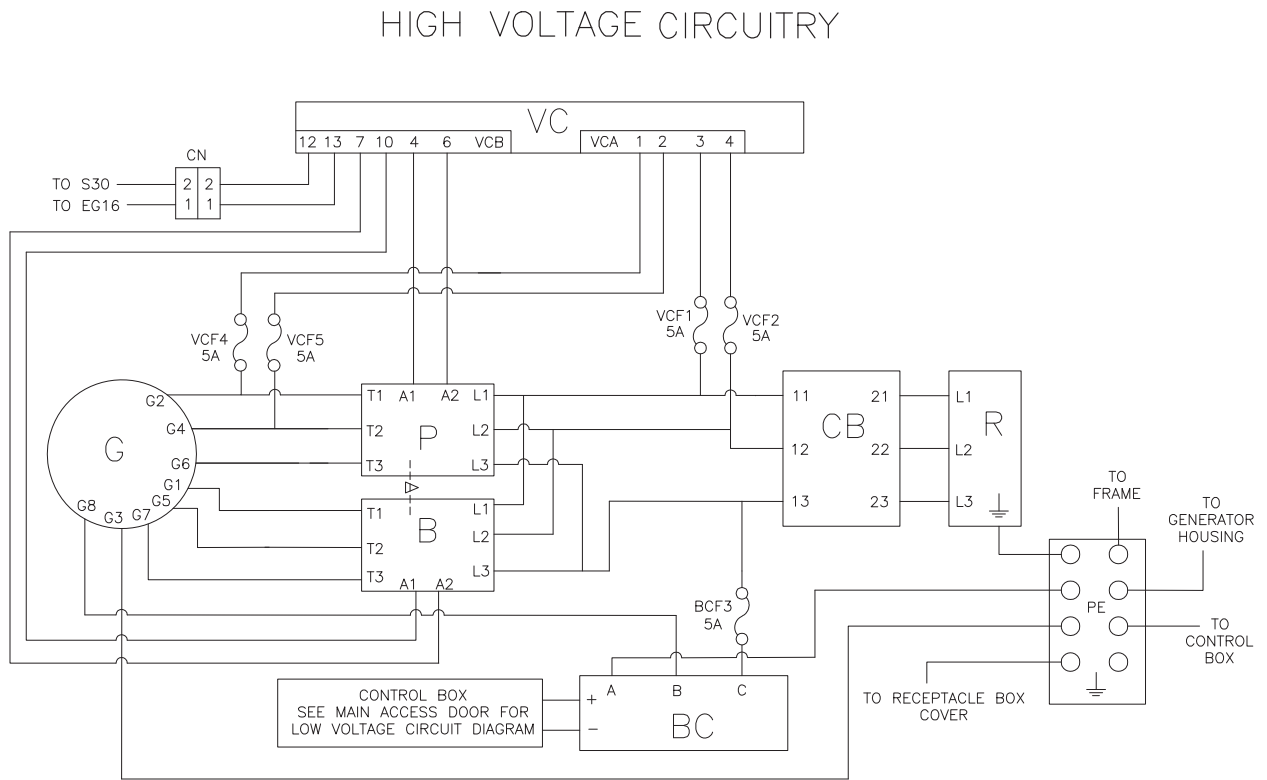 HIGH VOLTAGE CIRCUITRY
VC
12 13 7 10 4 6 VCB
VCA 1 2 3 4
CN
TO S30
2 2
TO EG16
1 1
VCF4
5A
VCF5
5A
VCF1
5A
VCF2
5A
G
G2
G4
G6
G1
G5
G7
G3
G8
T1 A1 A2 L1
T2 P L2
T3 L3
T1 L1
T2 B L2
T3 L3
A1 A2
CB
11 21
12 22
13 23
L1
R
L2
L3
TO
FRAME
TO
GENERATOR
HOUSING
PE
TO
CONTROL
BOX
TO RECEPTACLE BOX
COVER
BCF3
5A
A B C
+
−
BC
CONTROL BOX
SEE MAIN ACCESS DOOR FOR
LOW VOLTAGE CIRCUIT DIAGRAM